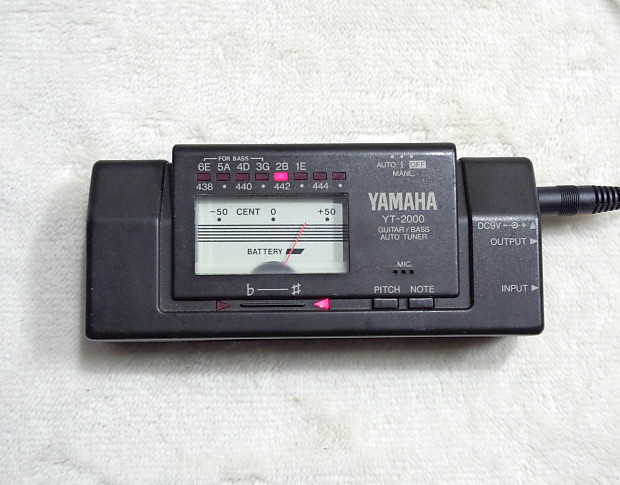 FOR BASS
6E 5A 4D 3G 2B 1E
438 • 440 • 442 • 444 •
-50 CENT 0 +50
BATTERY
♭ ♯
AUTO OFF
MANL.
YAMAHA
YT-2000
GUITAR/BASS
AUTO TUNER
MIC.
PITCH NOTE
DC9V - +
OUTPUT
INPUT